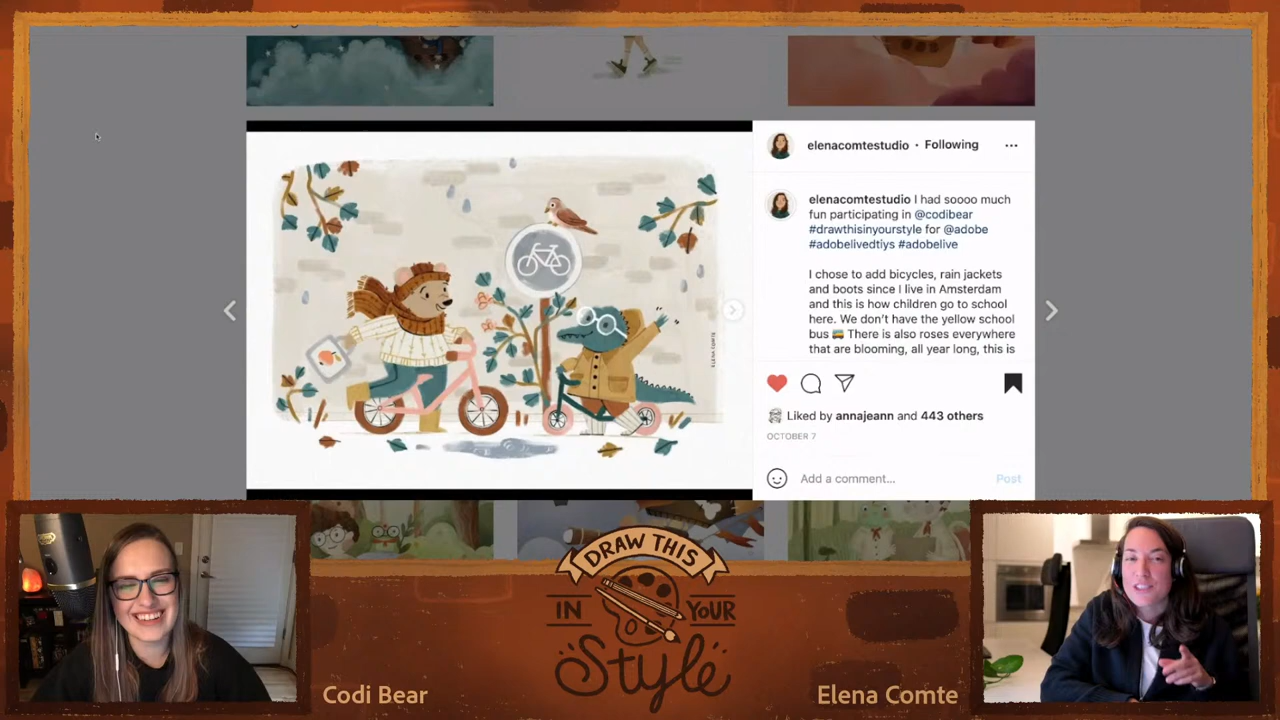 elenacomtestudio • Following
elenacomtestudio I had soooo much
fun participating in @codibear
#drawthisinyourstyle for @adobe
#adobelivedtiys #adobelive
I chose to add bicycles, rain jackets
and boots since I live in Amsterdam
and this is how children go to school
here. We don't have the yellow school
bus 🚌 There is also roses everywhere
that are blooming, all year long, this is
Liked by annajeann and 443 others
OCTOBER 7
Add a comment...
Post
DRAW THIS
IN YOUR
Style
Codi Bear
Elena Comte